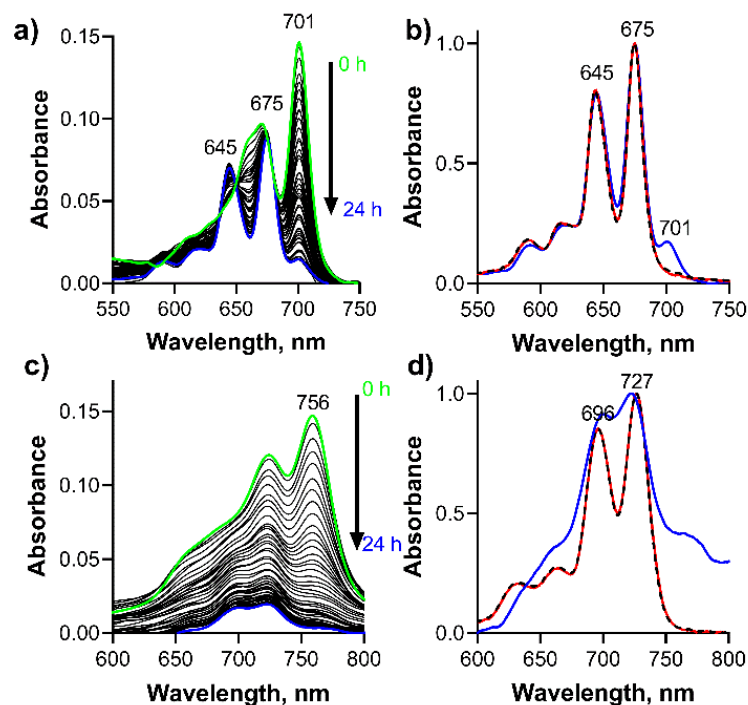 a)
701
0 h
675
645
24 h
0.15
0.10
0.05
0.00
Absorbance
550 600 650 700 750
Wavelength, nm
b)
675
645
701
1.0
0.5
0.0
Absorbance
550 600 650 700 750
Wavelength, nm
c)
0 h
756
24 h
0.15
0.10
0.05
0.00
Absorbance
600 650 700 750 800
Wavelength, nm
d)
727
696
1.0
0.5
0.0
Absorbance
600 650 700 750 800
Wavelength, nm